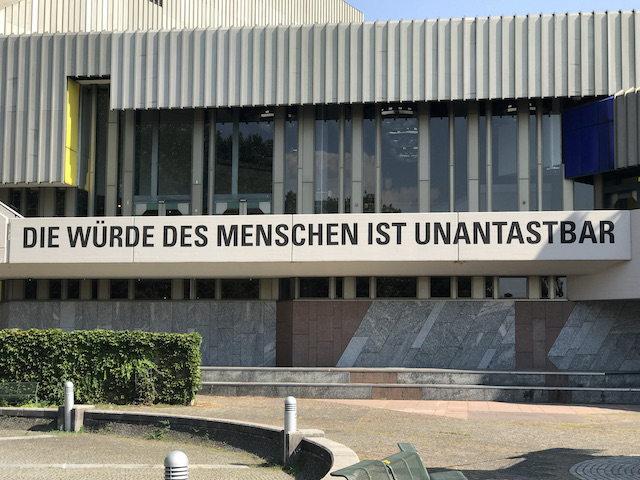 DIE WÜRDE DES MENSCHEN IST UNANTASTBAR